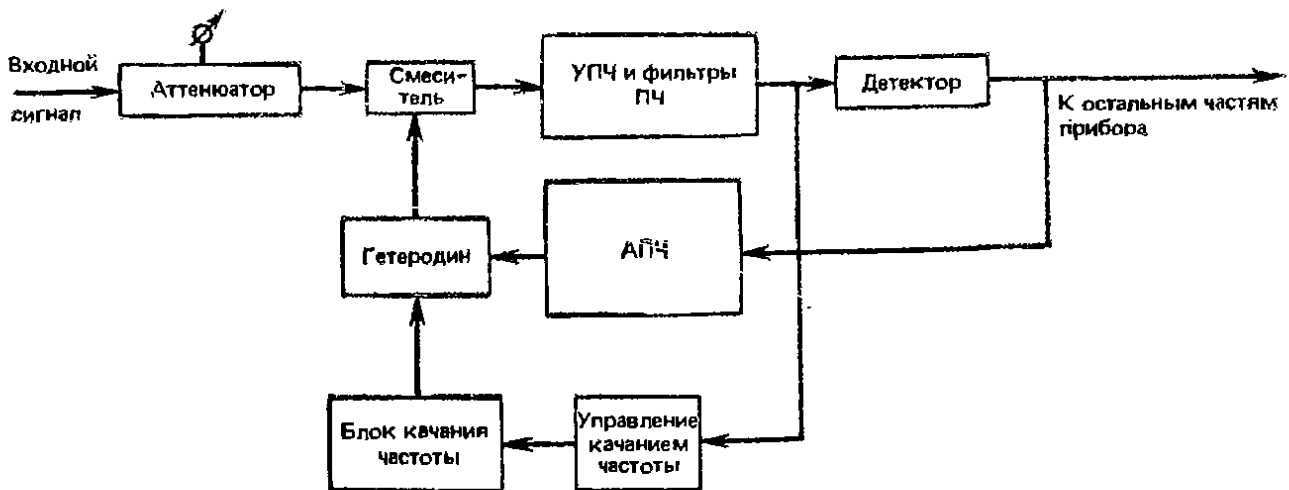 Входной
сигнал
Аттенюатор
Смеси-
тель
УПЧ и фильтры
ПЧ
Детектор
К остальным частям
прибора
Гетеродин
АПЧ
Блок качания
частоты
Управление
качанием
частоты